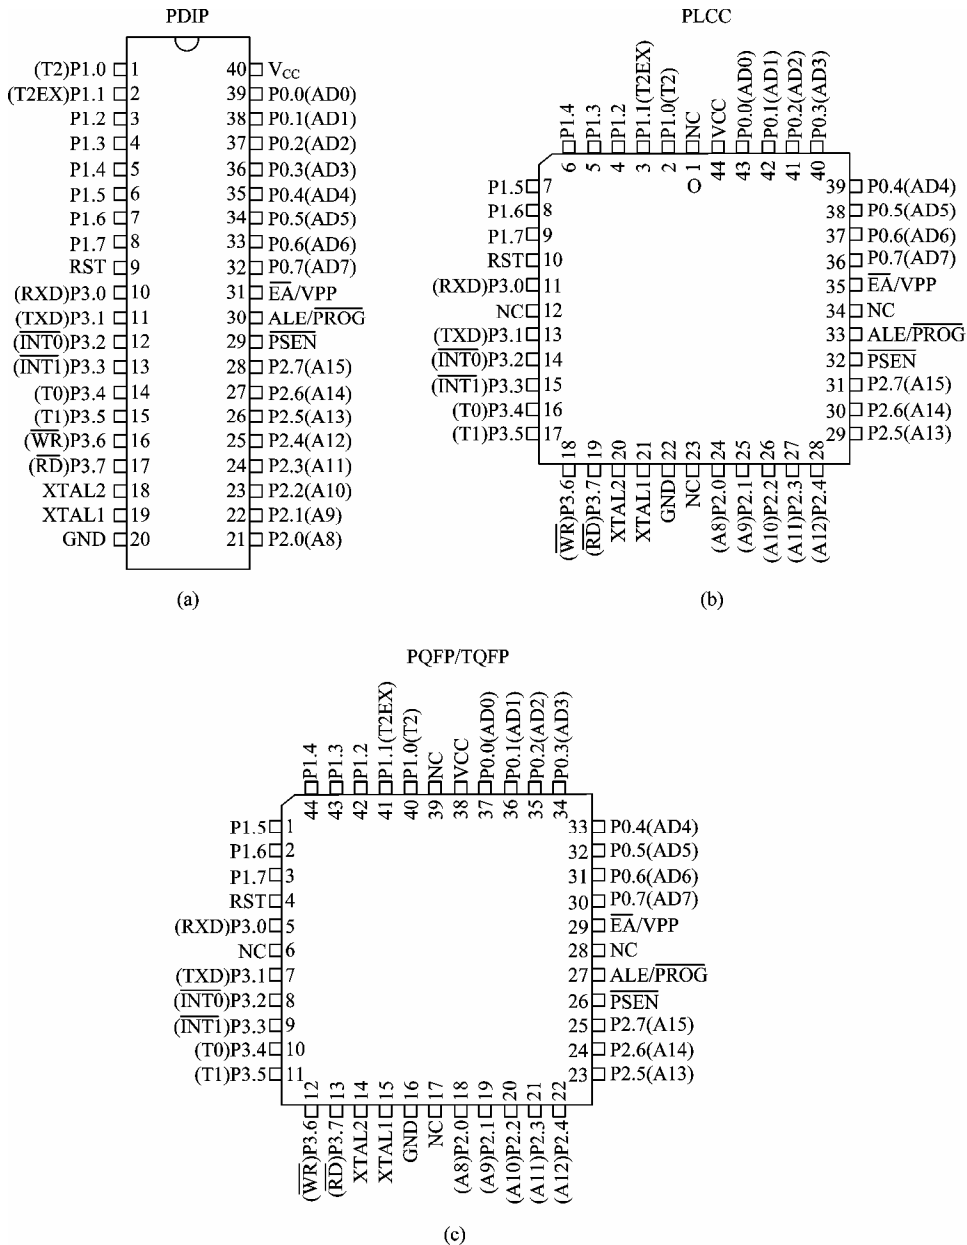 PDIP
(T2)P1.0 1 40 VCC
(T2EX)P1.1 2 39 P0.0(AD0)
P1.2 3 38 P0.1(AD1)
P1.3 4 37 P0.2(AD2)
P1.4 5 36 P0.3(AD3)
P1.5 6 35 P0.4(AD4)
P1.6 7 34 P0.5(AD5)
P1.7 8 33 P0.6(AD6)
RST 9 32 P0.7(AD7)
(RXD)P3.0 10 31 E̅A̅/VPP
(TXD)P3.1 11 30 ALE/P̅R̅O̅G̅
(I̅N̅T̅0̅)P3.2 12 29 P̅S̅E̅N̅
(I̅N̅T̅1̅)P3.3 13 28 P2.7(A15)
(T0)P3.4 14 27 P2.6(A14)
(T1)P3.5 15 26 P2.5(A13)
(W̅R̅)P3.6 16 25 P2.4(A12)
(R̅D̅)P3.7 17 24 P2.3(A11)
XTAL2 18 23 P2.2(A10)
XTAL1 19 22 P2.1(A9)
GND 20 21 P2.0(A8)
(a)
PLCC
P1.4 P1.3 P1.2 P1.1(T2EX) P1.0(T2) NC VCC P0.0(AD0) P0.1(AD1) P0.2(AD2) P0.3(AD3)
6 5 4 3 2 1 44 43 42 41 40
P1.5 7 39 P0.4(AD4)
P1.6 8 38 P0.5(AD5)
P1.7 9 37 P0.6(AD6)
RST 10 36 P0.7(AD7)
(RXD)P3.0 11 35 E̅A̅/VPP
NC 12 34 NC
(TXD)P3.1 13 33 ALE/P̅R̅O̅G̅
(I̅N̅T̅0̅)P3.2 14 32 P̅S̅E̅N̅
(I̅N̅T̅1̅)P3.3 15 31 P2.7(A15)
(T0)P3.4 16 30 P2.6(A14)
(T1)P3.5 17 29 P2.5(A13)
18 19 20 21 22 23 24 25 26 27 28
(W̅R̅)P3.6 (R̅D̅)P3.7 XTAL2 XTAL1 GND NC (A8)P2.0 (A9)P2.1 (A10)P2.2 (A11)P2.3 (A12)P2.4
(b)
PQFP/TQFP
P1.4 P1.3 P1.2 P1.1(T2EX) P1.0(T2) NC VCC P0.0(AD0) P0.1(AD1) P0.2(AD2) P0.3(AD3)
44 43 42 41 40 39 38 37 36 35 34
P1.5 1 33 P0.4(AD4)
P1.6 2 32 P0.5(AD5)
P1.7 3 31 P0.6(AD6)
RST 4 30 P0.7(AD7)
(RXD)P3.0 5 29 E̅A̅/VPP
NC 6 28 NC
(TXD)P3.1 7 27 ALE/P̅R̅O̅G̅
(I̅N̅T̅0̅)P3.2 8 26 P̅S̅E̅N̅
(I̅N̅T̅1̅)P3.3 9 25 P2.7(A15)
(T0)P3.4 10 24 P2.6(A14)
(T1)P3.5 11 23 P2.5(A13)
12 13 14 15 16 17 18 19 20 21 22
(W̅R̅)P3.6 (R̅D̅)P3.7 XTAL2 XTAL1 GND NC (A8)P2.0 (A9)P2.1 (A10)P2.2 (A11)P2.3 (A12)P2.4
(c)